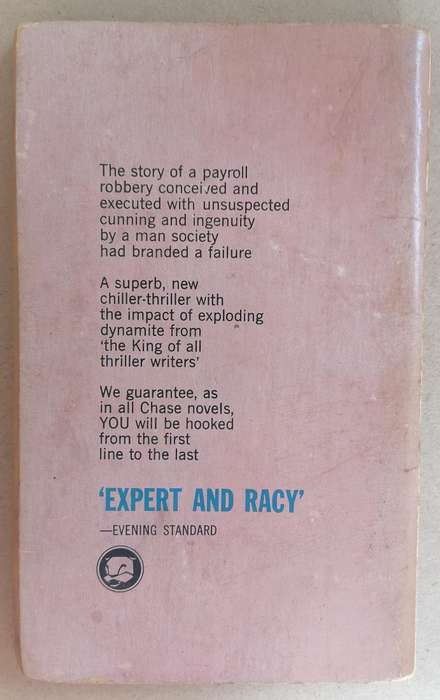 The story of a payroll
robbery conceived and
executed with unsuspected
cunning and ingenuity
by a man society
had branded a failure
A superb, new
chiller-thriller with
the impact of exploding
dynamite from
‘the King of all
thriller writers’
We guarantee, as
in all Chase novels,
YOU will be hooked
from the first
line to the last
‘EXPERT AND RACY’
—EVENING STANDARD